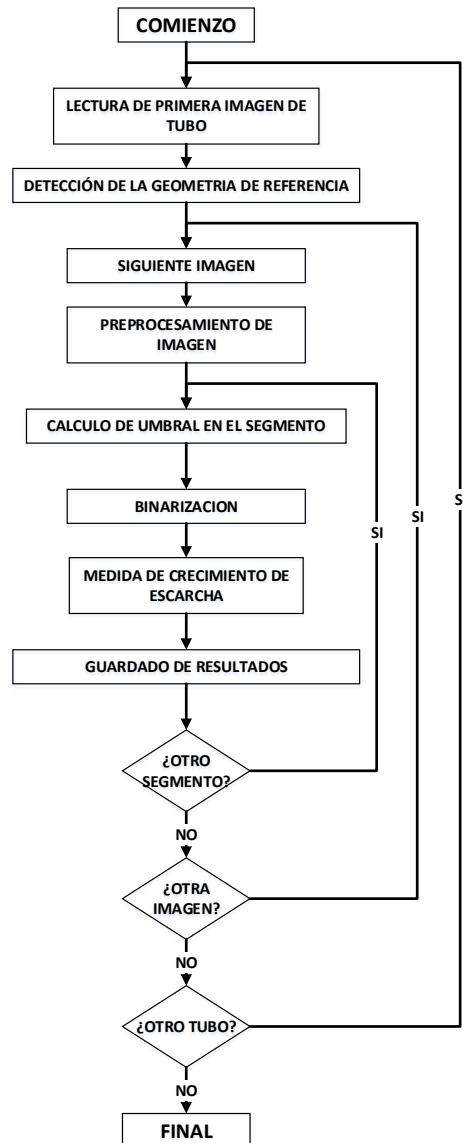 COMIENZO
LECTURA DE PRIMERA IMAGEN DE
TUBO
DETECCIÓN DE LA GEOMETRIA DE REFERENCIA
SIGUIENTE IMAGEN
PREPROCESAMIENTO DE
IMAGEN
CALCULO DE UMBRAL EN EL SEGMENTO
BINARIZACION
MEDIDA DE CRECIMIENTO DE
ESCARCHA
GUARDADO DE RESULTADOS
¿OTRO
SEGMENTO?
SI
NO
¿OTRA
IMAGEN?
SI
NO
¿OTRO TUBO?
S
NO
FINAL